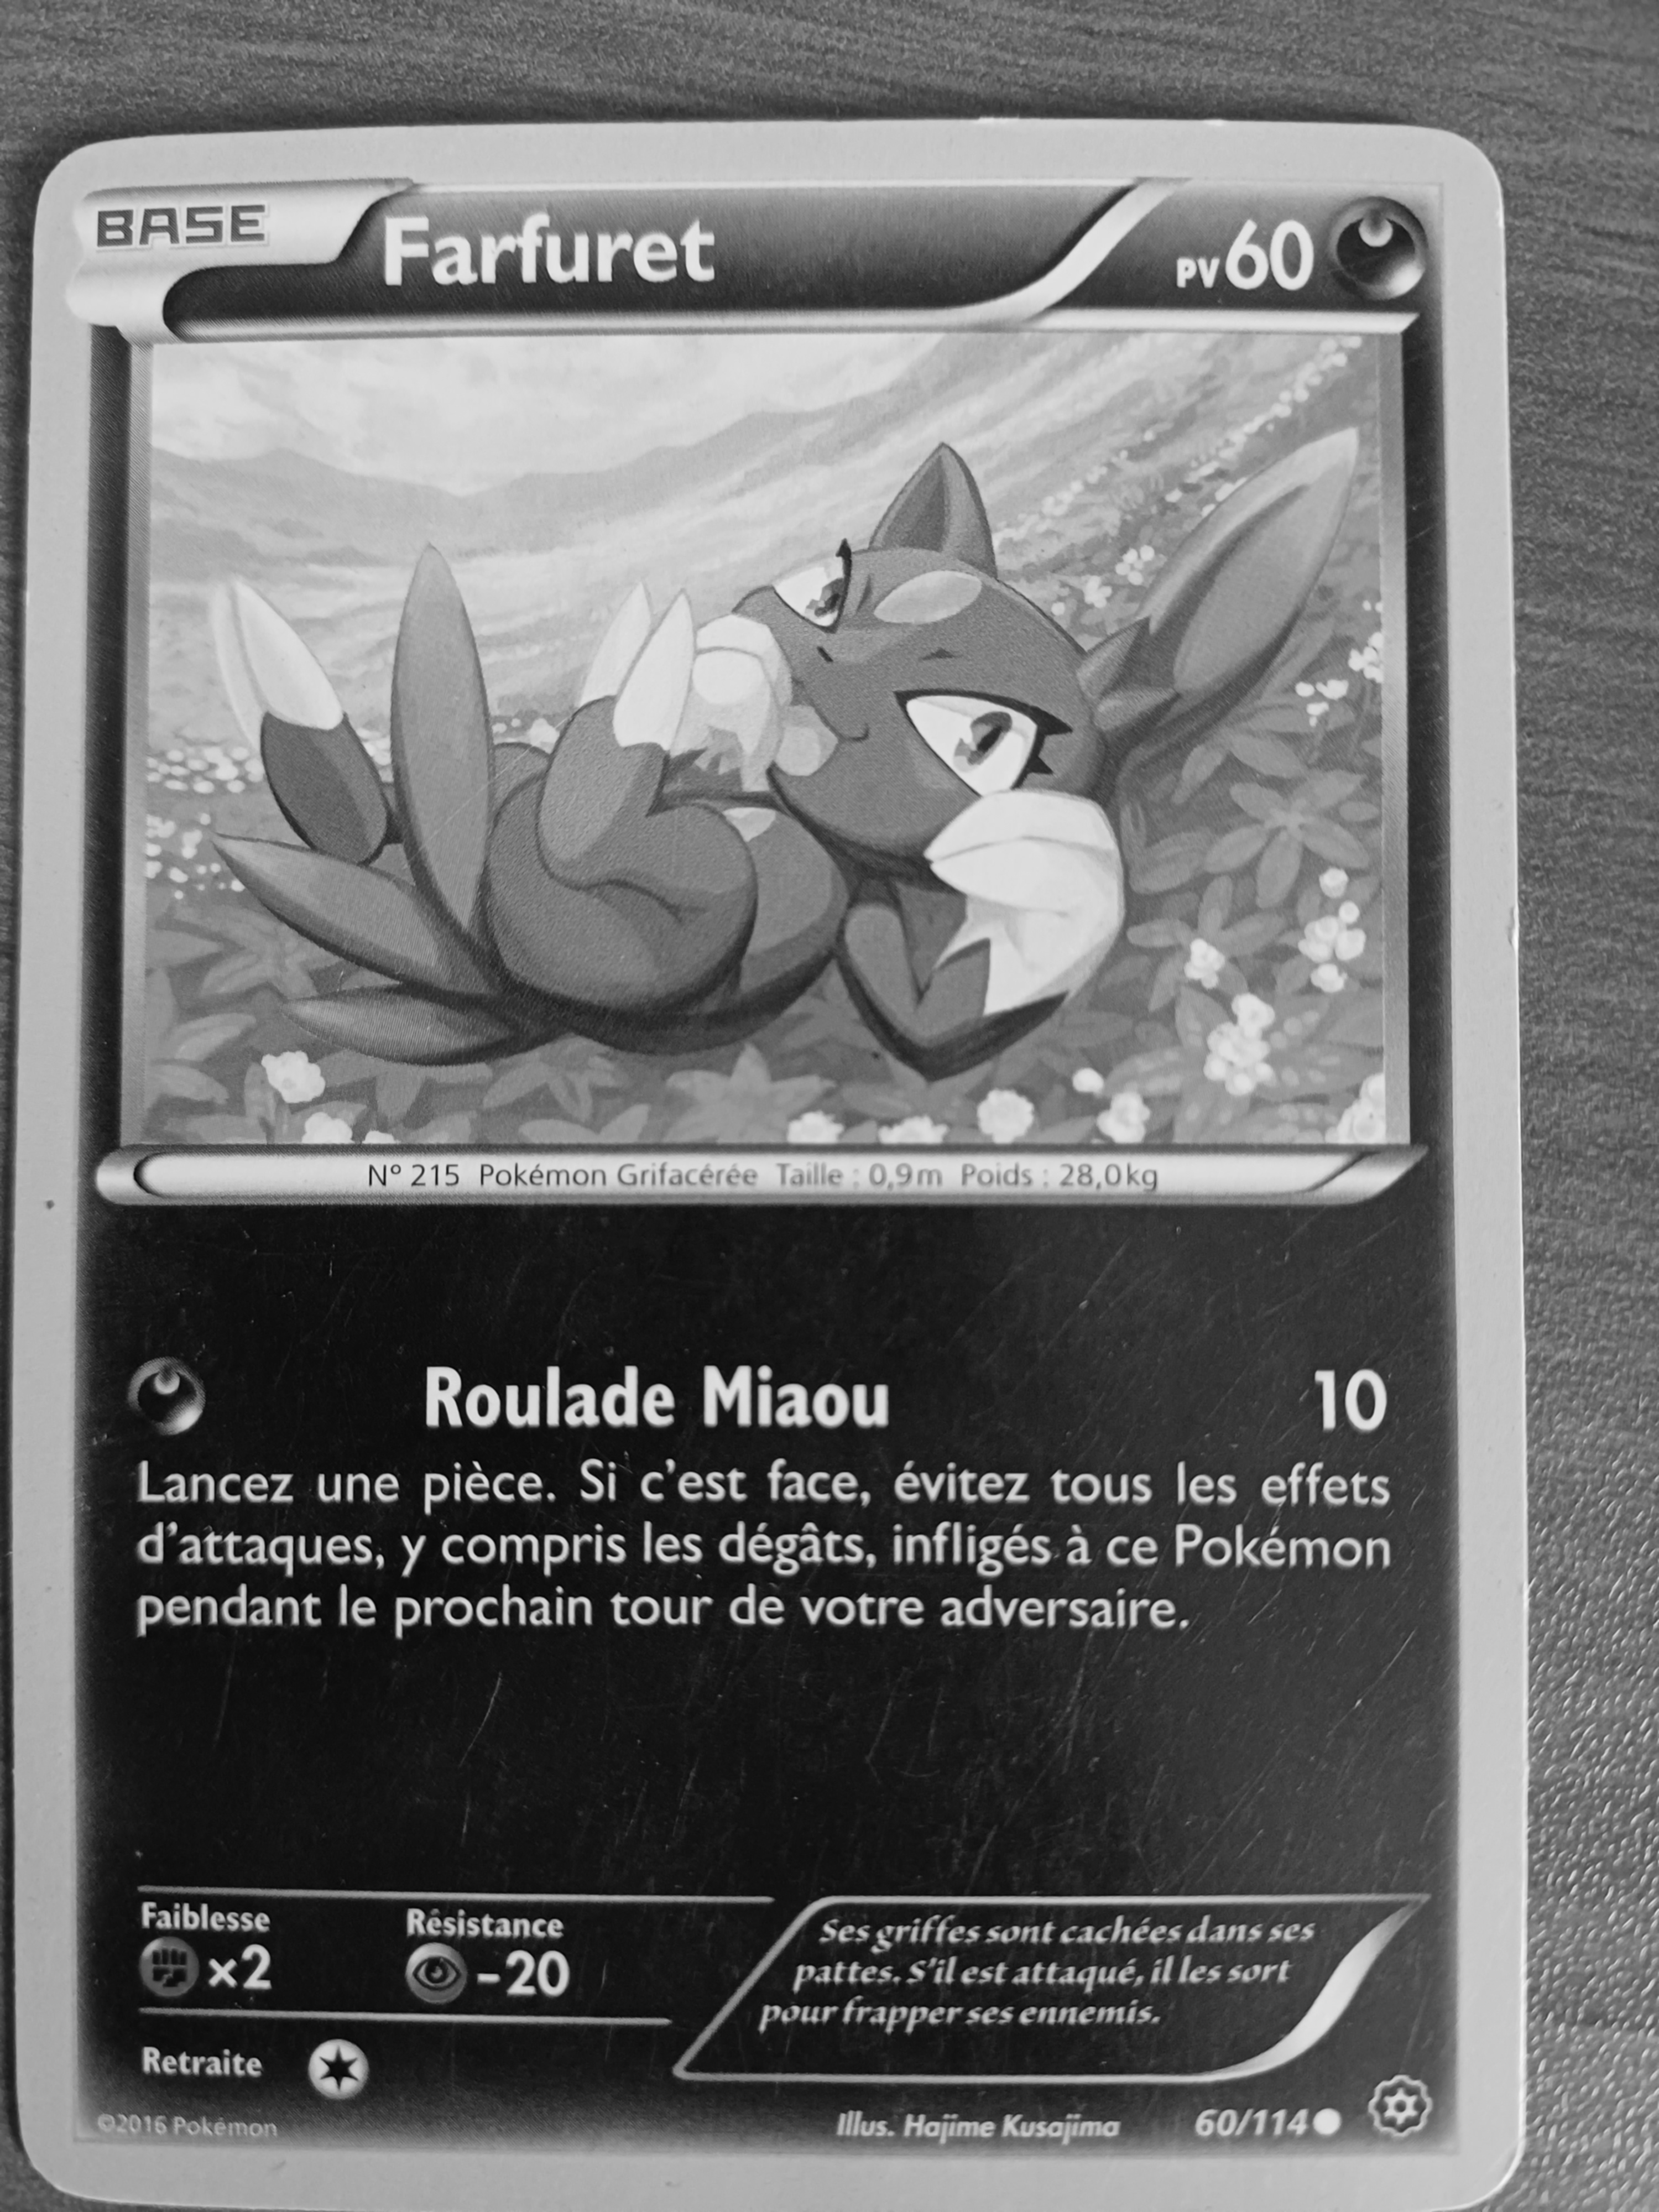 BASE Farfuret PV 60
N° 215 Pokémon Grifacérée Taille : 0,9m Poids : 28,0kg
Roulade Miaou 10
Lancez une pièce. Si c'est face, évitez tous les effets
d'attaques, y compris les dégâts, infligés à ce Pokémon
pendant le prochain tour de votre adversaire.
Faiblesse Résistance
x2 -20
Ses griffes sont cachées dans ses
pattes. S'il est attaqué, il les sort
pour frapper ses ennemis.
Retraite
©2016 Pokémon Illus. Hajime Kusajima 60/114